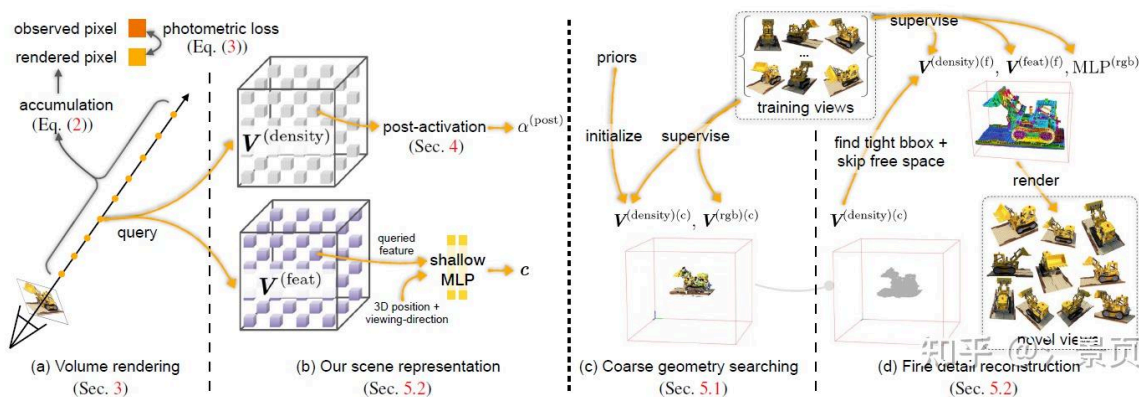 observed pixel
photometric loss
(Eq. (3))
rendered pixel
accumulation
(Eq. (2))
query
(a) Volume rendering
(Sec. 3)
V(density)
post-activation
(Sec. 4)
α(post)
V(feat)
queried
feature
shallow
MLP
c
3D position +
viewing-direction
(b) Our scene representation
(Sec. 5.2)
priors
initialize
supervise
...
training views
V(density)(c), V(rgb)(c)
(c) Coarse geometry searching
(Sec. 5.1)
supervise
V(density)(f), V(feat)(f), MLP(rgb)
find tight bbox +
skip free space
render
V(density)(c)
novel views
(d) Fine detail reconstruction
(Sec. 5.2)